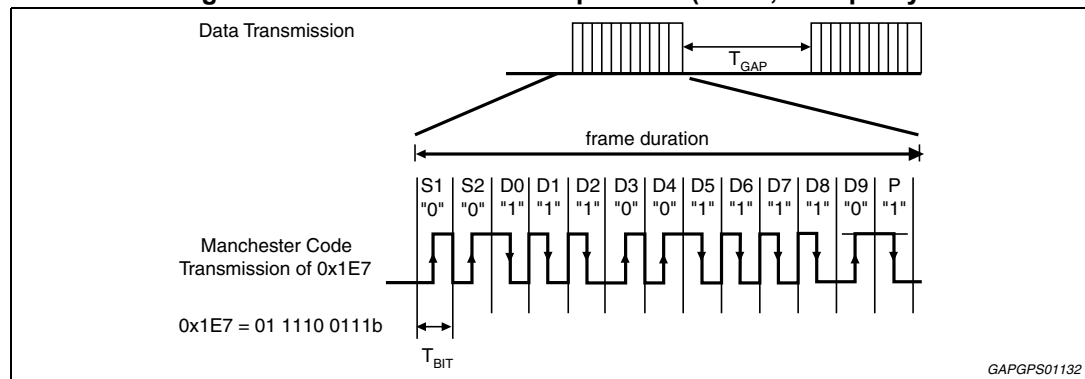 Data Transmission
T_GAP
frame duration
S1 S2 D0 D1 D2 D3 D4 D5 D6 D7 D8 D9 P
"0" "0" "1" "1" "1" "0" "0" "1" "1" "1" "1" "0" "1"
Manchester Code
Transmission of 0x1E7
0x1E7 = 01 1110 0111b
T_BIT
GAPGPS01132